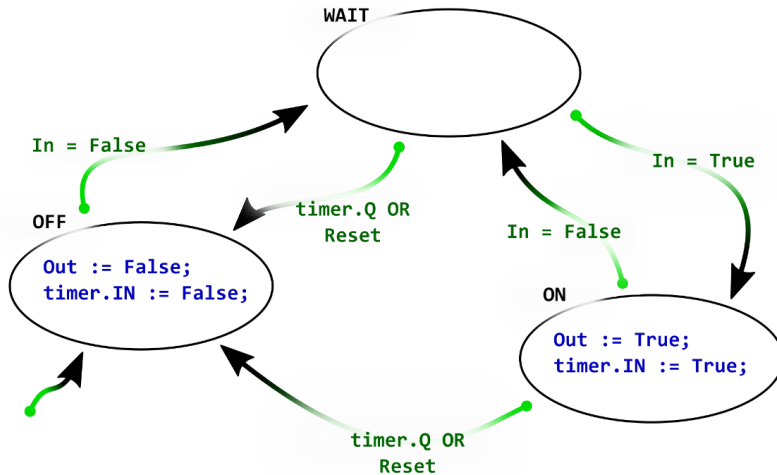 WAIT
In = False
In = True
timer.Q OR
Reset
OFF
In = False
Out := False;
timer.IN := False;
ON
Out := True;
timer.IN := True;
timer.Q OR
Reset